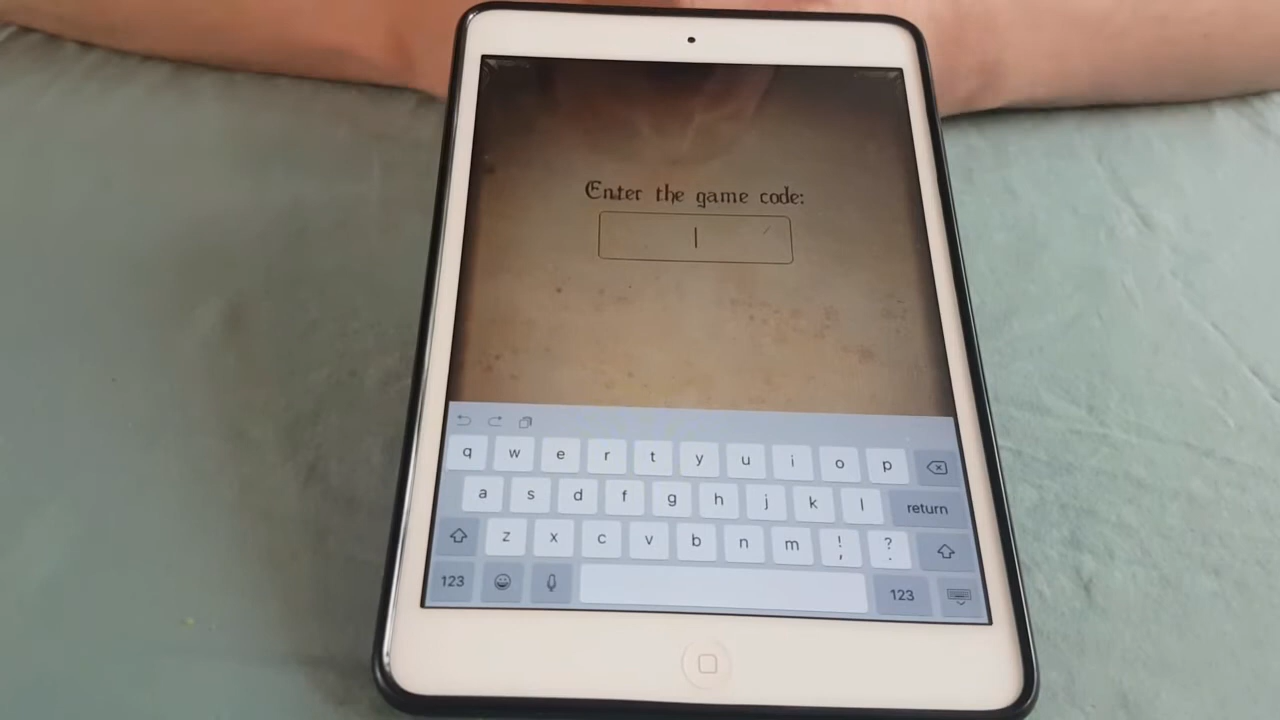 Enter the game code:
q w e r t y u i o p
a s d f g h j k l return
z x c v b n m ! , ? .
123 123